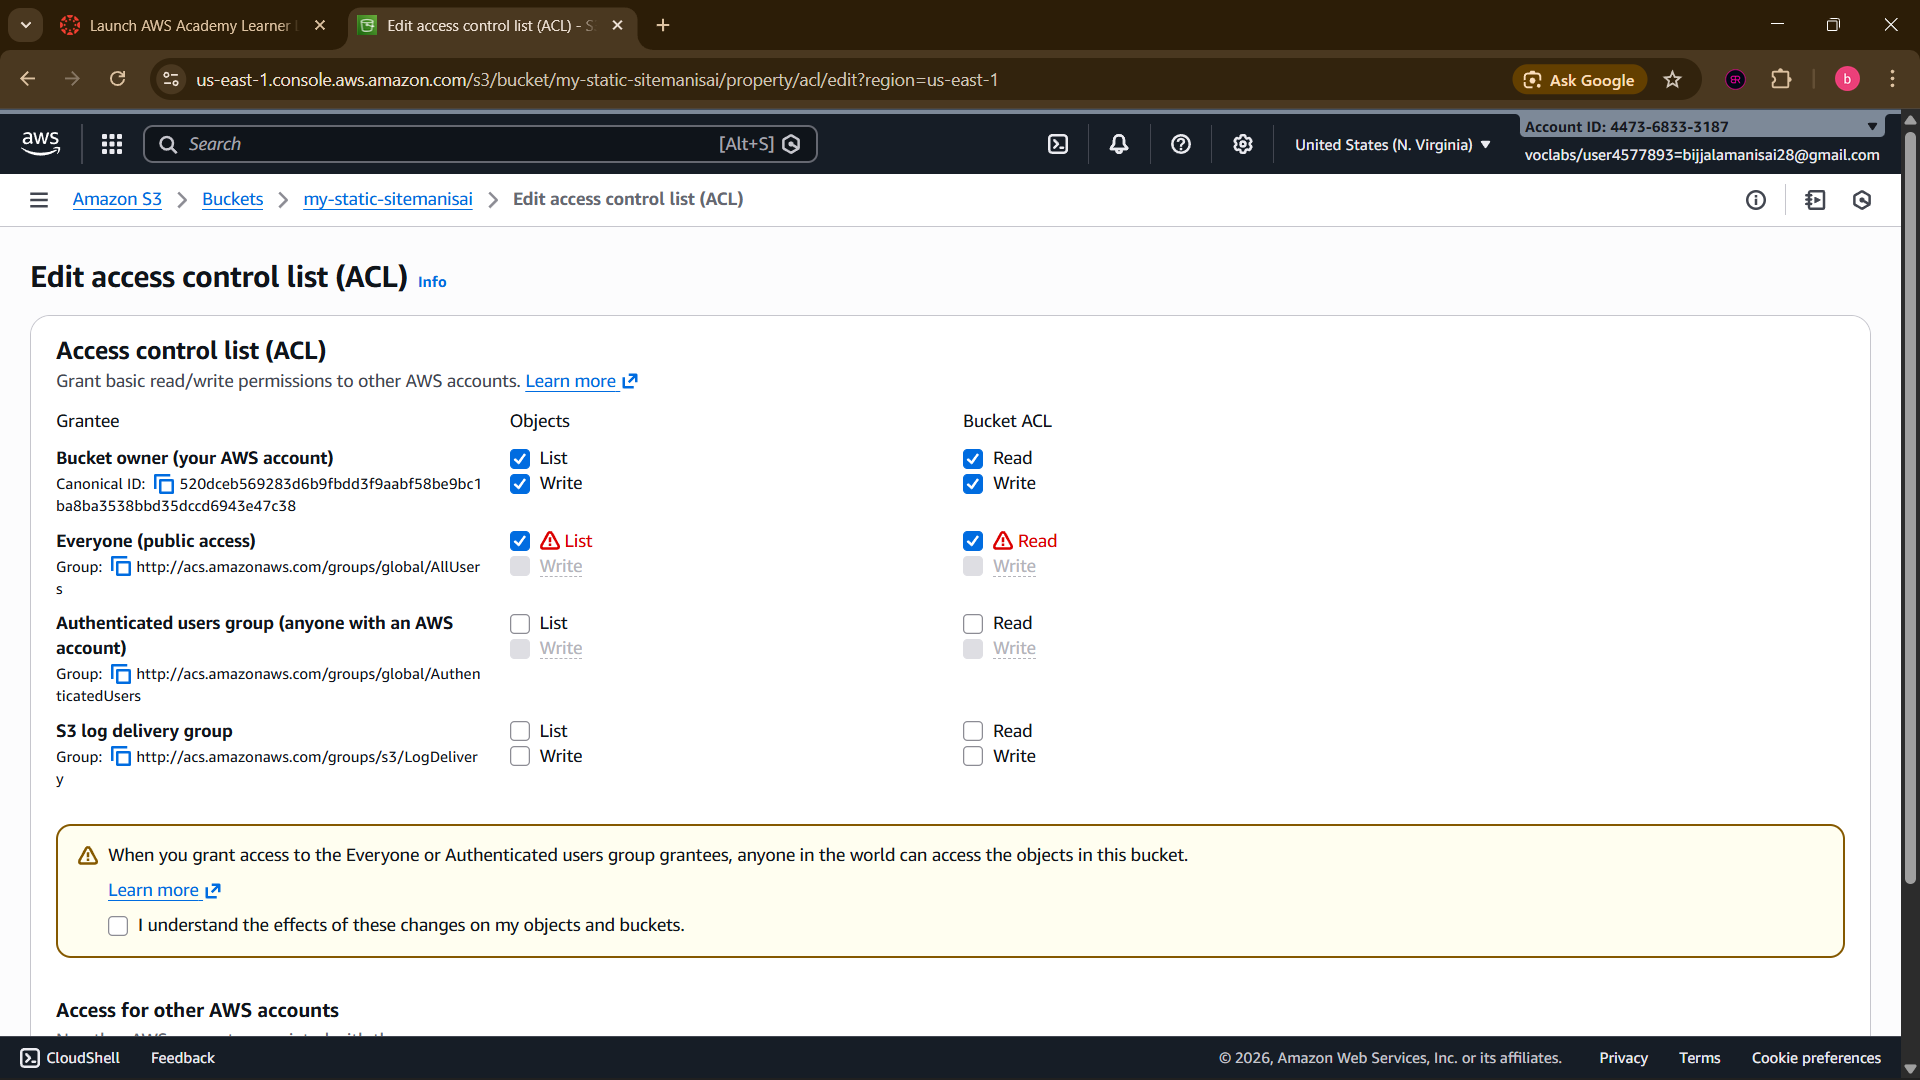 Launch AWS Academy Learner L
Edit access control list (ACL) - S
us-east-1.console.aws.amazon.com/s3/bucket/my-static-sitemanisai/property/acl/edit?region=us-east-1
Ask Google
b
aws
Search
[Alt+S]
United States (N. Virginia)
Account ID: 4473-6833-3187
voclabs/user4577893=bijjalamanisai28@gmail.com
Amazon S3
Buckets
my-static-sitemanisai
Edit access control list (ACL)
Edit access control list (ACL) Info
Access control list (ACL)
Grant basic read/write permissions to other AWS accounts. Learn more
Grantee
Objects
Bucket ACL
Bucket owner (your AWS account)
Canonical ID: 520dceb569283d6b9fbdd3f9aabf58be9bc1
ba8ba3538bbd35dccd6943e47c38
List
Write
Read
Write
Everyone (public access)
Group: http://acs.amazonaws.com/groups/global/AllUser
s
List
Write
Read
Write
Authenticated users group (anyone with an AWS
account)
Group: http://acs.amazonaws.com/groups/global/Authen
ticatedUsers
List
Write
Read
Write
S3 log delivery group
Group: http://acs.amazonaws.com/groups/s3/LogDeliver
y
List
Write
Read
Write
When you grant access to the Everyone or Authenticated users group grantees, anyone in the world can access the objects in this bucket.
Learn more
I understand the effects of these changes on my objects and buckets.
Access for other AWS accounts
CloudShell
Feedback
© 2026, Amazon Web Services, Inc. or its affiliates.
Privacy
Terms
Cookie preferences